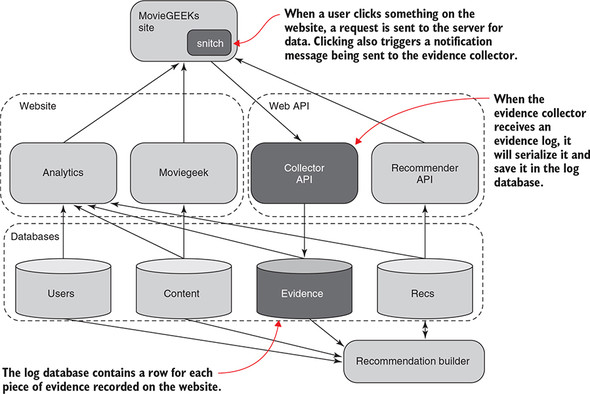 MovieGEEKs
site
snitch
When a user clicks something on the
website, a request is sent to the server for
data. Clicking also triggers a notification
message being sent to the evidence collector.
Website
Web API
When the
evidence collector
receives an
evidence log, it
will serialize it and
save it in the log
database.
Analytics
Moviegeek
Collector
API
Recommender
API
Databases
Users
Content
Evidence
Recs
Recommendation builder
The log database contains a row for each
piece of evidence recorded on the website.